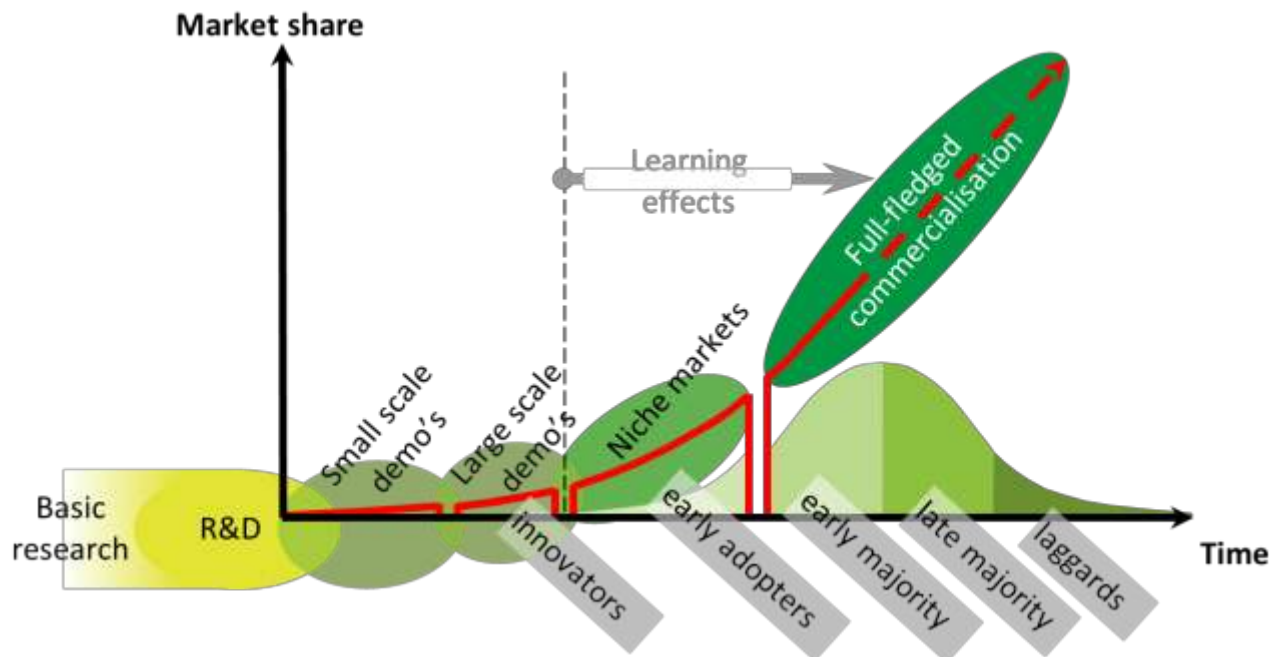 Market share
Learning
effects
Full-fledged
commercialisation
Small scale
demo's
Large scale
demo's
Niche markets
Basic
research
R&D
innovators
early adopters
early majority
late majority
laggards
Time